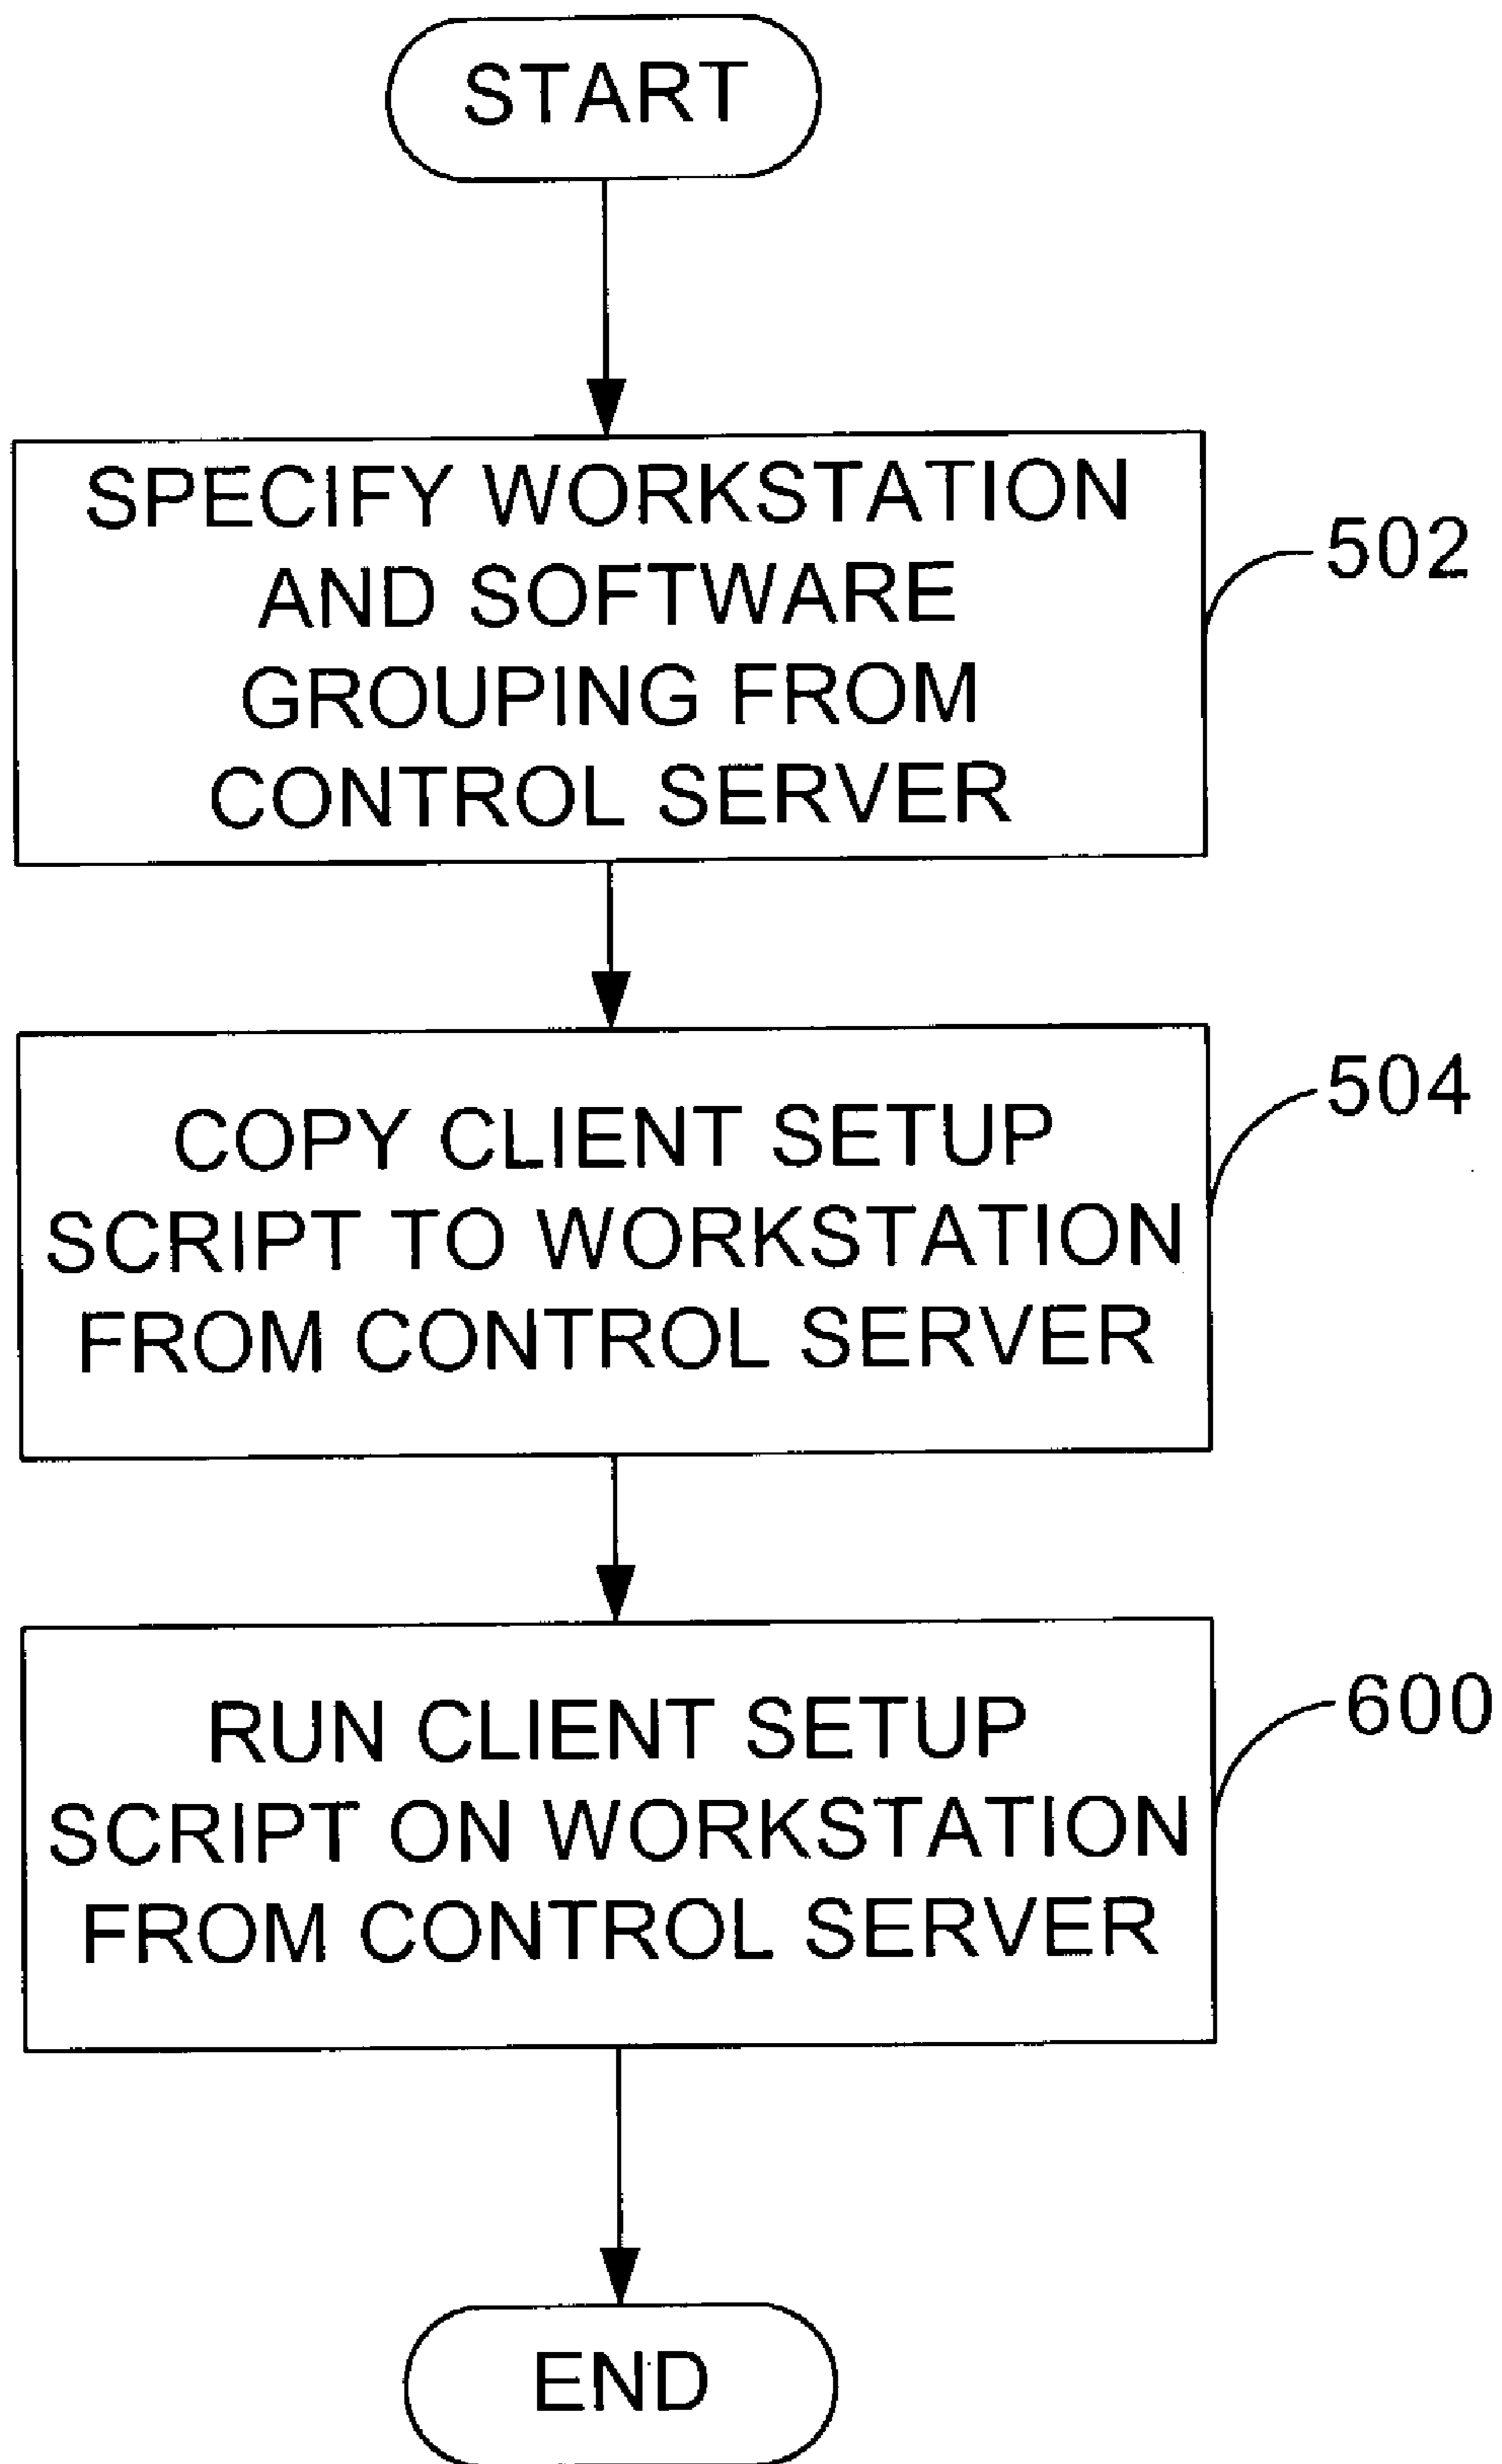 START
SPECIFY WORKSTATION
AND SOFTWARE
GROUPING FROM
CONTROL SERVER
502
COPY CLIENT SETUP
SCRIPT TO WORKSTATION
FROM CONTROL SERVER
504
RUN CLIENT SETUP
SCRIPT ON WORKSTATION
FROM CONTROL SERVER
600
END